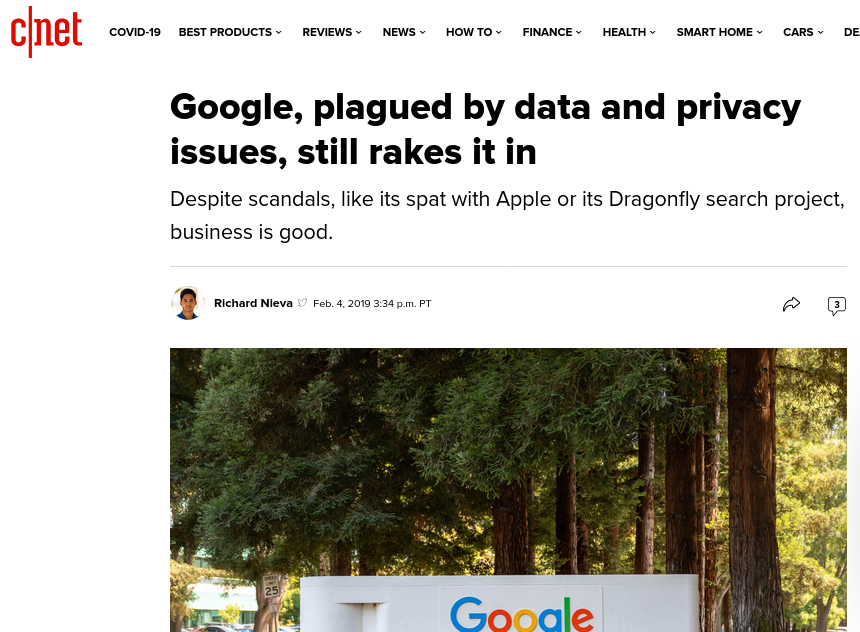 c|net
COVID-19 BEST PRODUCTS REVIEWS NEWS HOW TO FINANCE HEALTH SMART HOME CARS DE
Google, plagued by data and privacy
issues, still rakes it in
Despite scandals, like its spat with Apple or its Dragonfly search project,
business is good.
Richard Nieva Feb. 4, 2019 3:34 p.m. PT
3
SPEED
LIMIT
25
Google